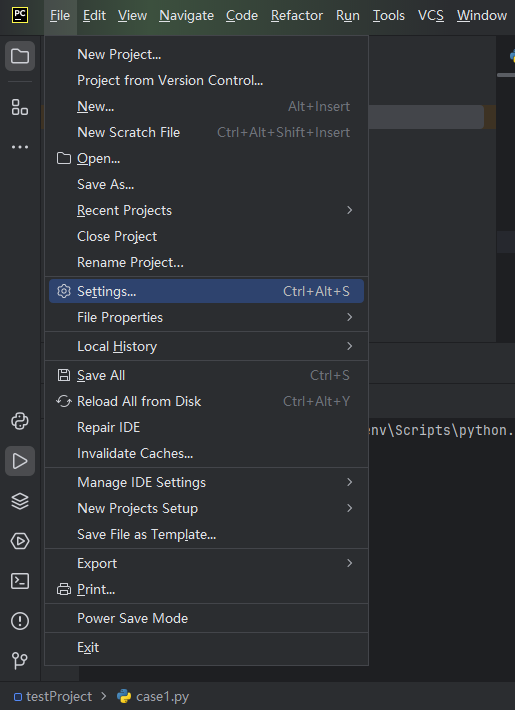 PC File Edit View Navigate Code Refactor Run Tools VCS Window
New Project...
Project from Version Control...
New... Alt+Insert
New Scratch File Ctrl+Alt+Shift+Insert
Open...
Save As...
Recent Projects
Close Project
Rename Project...
Settings... Ctrl+Alt+S
File Properties
Local History
Save All Ctrl+S
Reload All from Disk Ctrl+Alt+Y
Repair IDE
env\Scripts\python.
Invalidate Caches...
Manage IDE Settings
New Projects Setup
Save File as Template...
Export
Print...
Power Save Mode
Exit
testProject > case1.py